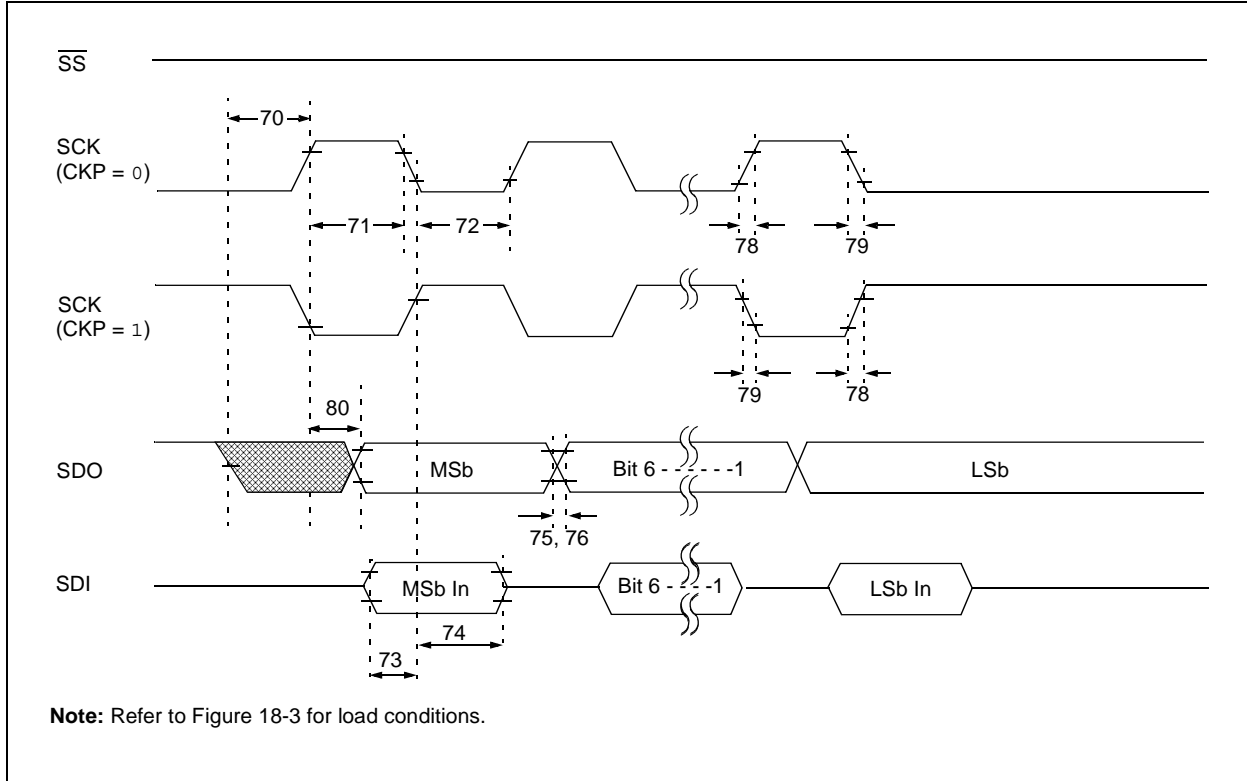 SS
70
SCK
(CKP = 0)
71
72
78
79
SCK
(CKP = 1)
79
78
80
SDO
MSb
Bit 6 - - - - - - -1
LSb
75, 76
SDI
MSb In
Bit 6 - - - - -1
LSb In
74
73
Note: Refer to Figure 18-3 for load conditions.